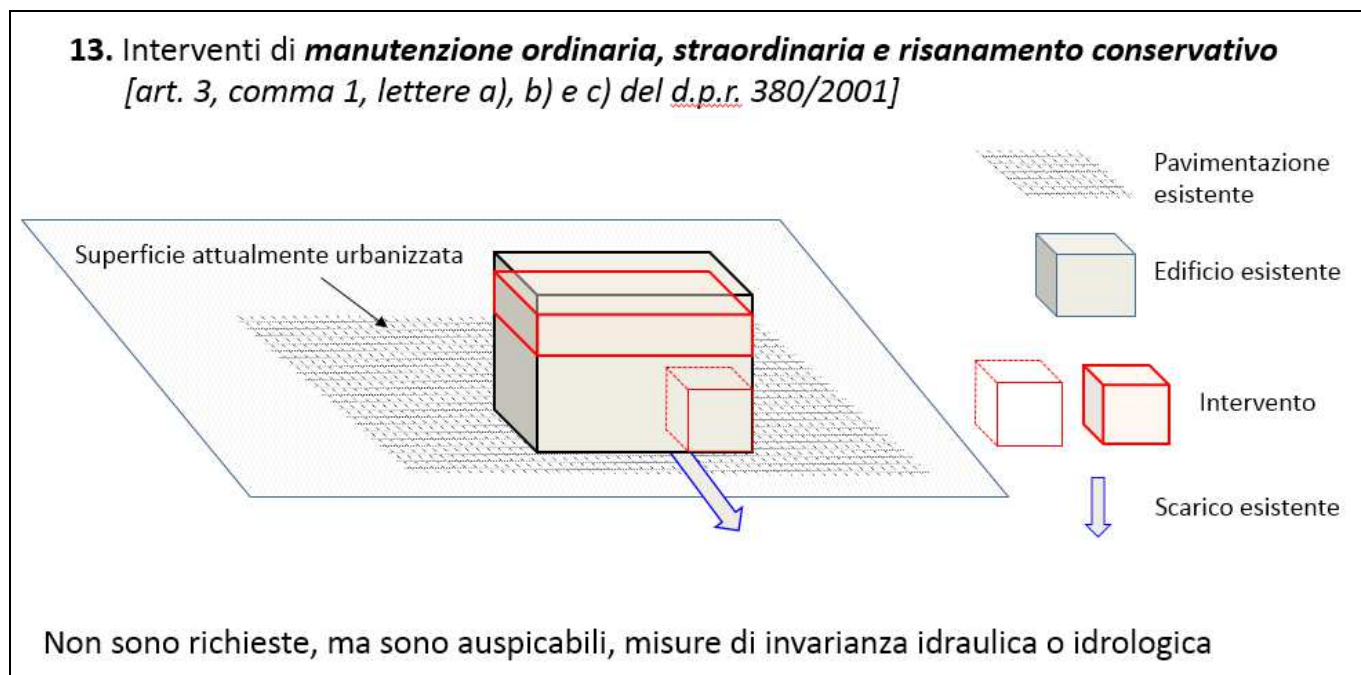 13. Interventi di manutenzione ordinaria, straordinaria e risanamento conservativo
[art. 3, comma 1, lettere a), b) e c) del d.p.r. 380/2001]
Pavimentazione
esistente
Superficie attualmente urbanizzata
Edificio esistente
Intervento
Scarico esistente
Non sono richieste, ma sono auspicabili, misure di invarianza idraulica o idrologica